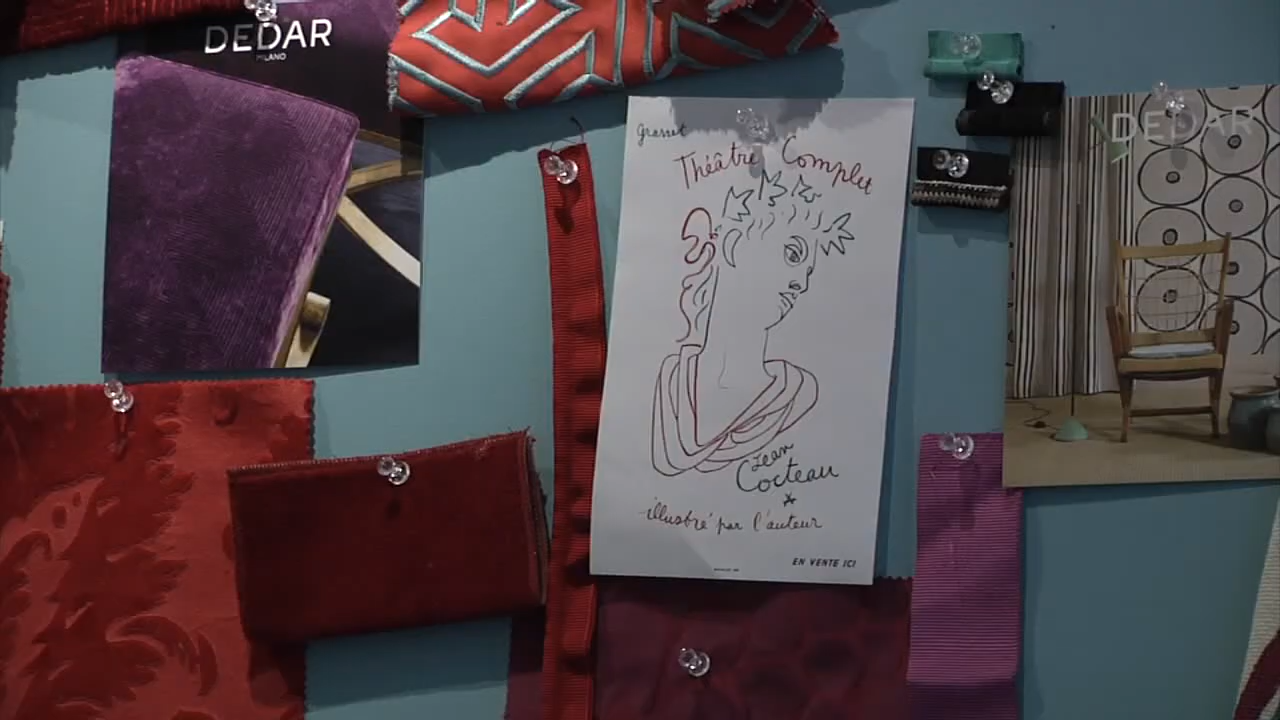 DEDAR
MILANO
Grasset
Théâtre Complet
Jean
Cocteau
*
illustré par l'auteur
EN VENTE ICI
DEDAR